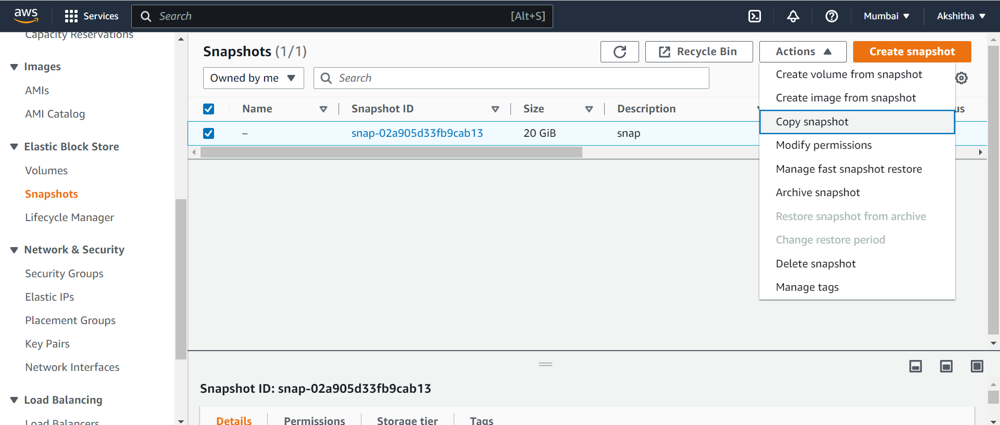 aws
Services
Search
[Alt+S]
Mumbai
Akshitha
Capacity Reservations
Images
AMIs
AMI Catalog
Elastic Block Store
Volumes
Snapshots
Lifecycle Manager
Network & Security
Security Groups
Elastic IPs
Placement Groups
Key Pairs
Network Interfaces
Load Balancing
Load Balancers
Snapshots (1/1)
Recycle Bin
Actions
Create snapshot
Owned by me
Search
Name
Snapshot ID
Size
Description
us
–
snap-02a905d33fb9cab13
20 GiB
snap
Create volume from snapshot
Create image from snapshot
Copy snapshot
Modify permissions
Manage fast snapshot restore
Archive snapshot
Restore snapshot from archive
Change restore period
Delete snapshot
Manage tags
Snapshot ID: snap-02a905d33fb9cab13
Details
Permissions
Storage tier
Tags